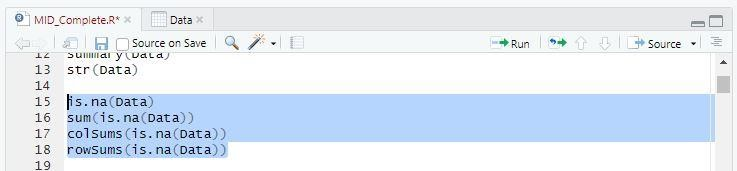 MID_Complete.R* Data
Source on Save Run Source
12 summary(Data)
13 str(Data)
14
15 is.na(Data)
16 sum(is.na(Data))
17 colSums(is.na(Data))
18 rowSums(is.na(Data))
19